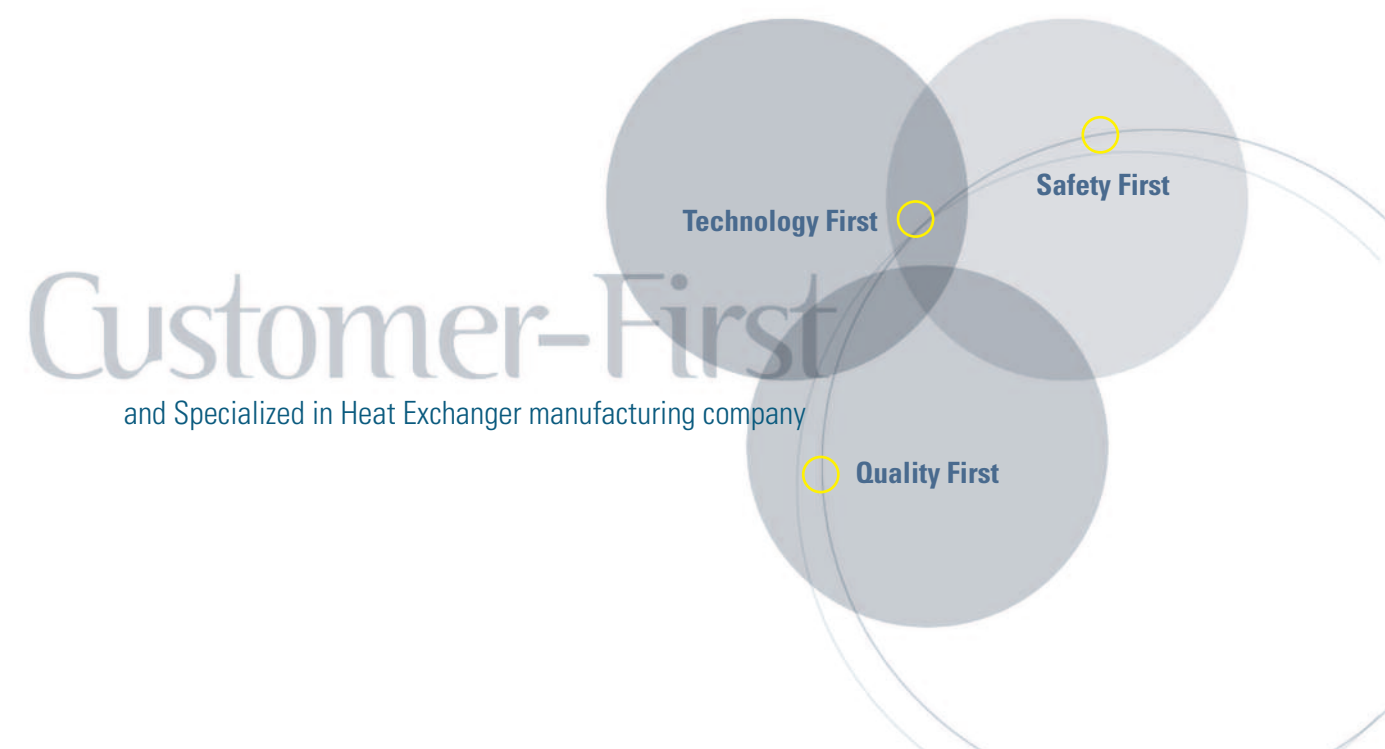 Safety First
Technology First
Customer-First
and Specialized in Heat Exchanger manufacturing company
Quality First